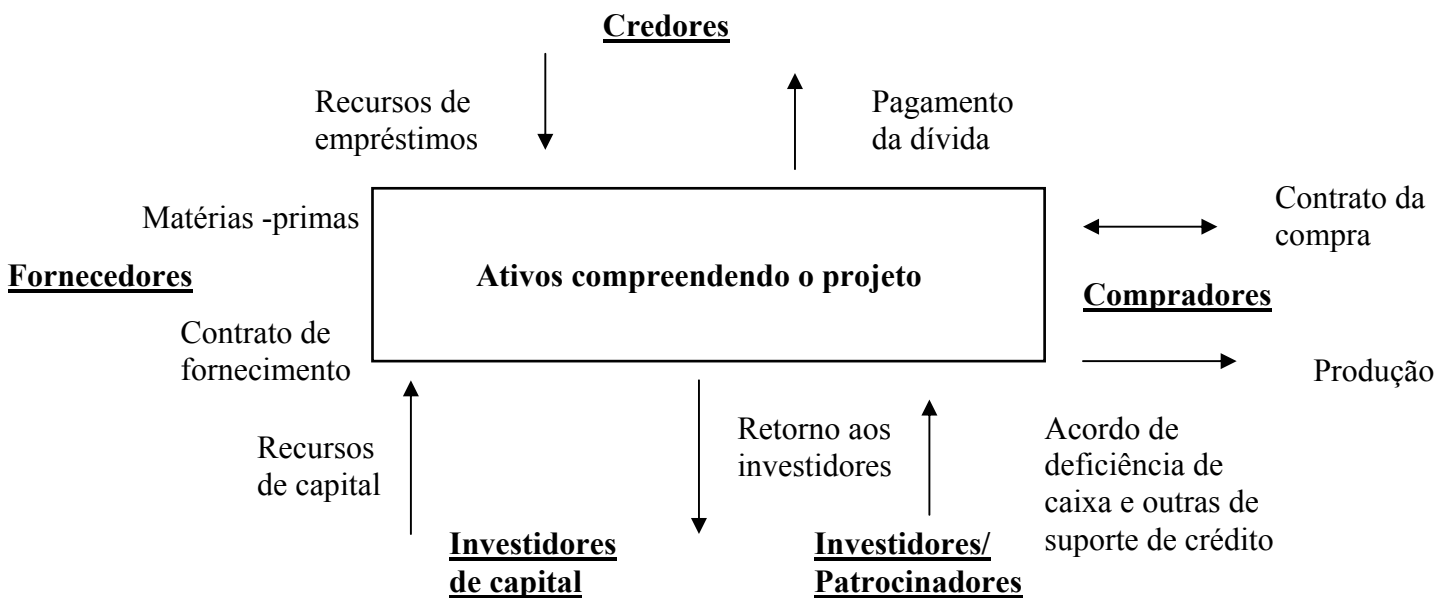 Credores
Recursos de
empréstimos
Pagamento
da dívida
Matérias -primas
Contrato da
compra
Fornecedores
Ativos compreendendo o projeto
Compradores
Contrato de
fornecimento
Produção
Recursos
de capital
Retorno aos
investidores
Acordo de
deficiência de
caixa e outras de
suporte de crédito
Investidores
de capital
Investidores/
Patrocinadores